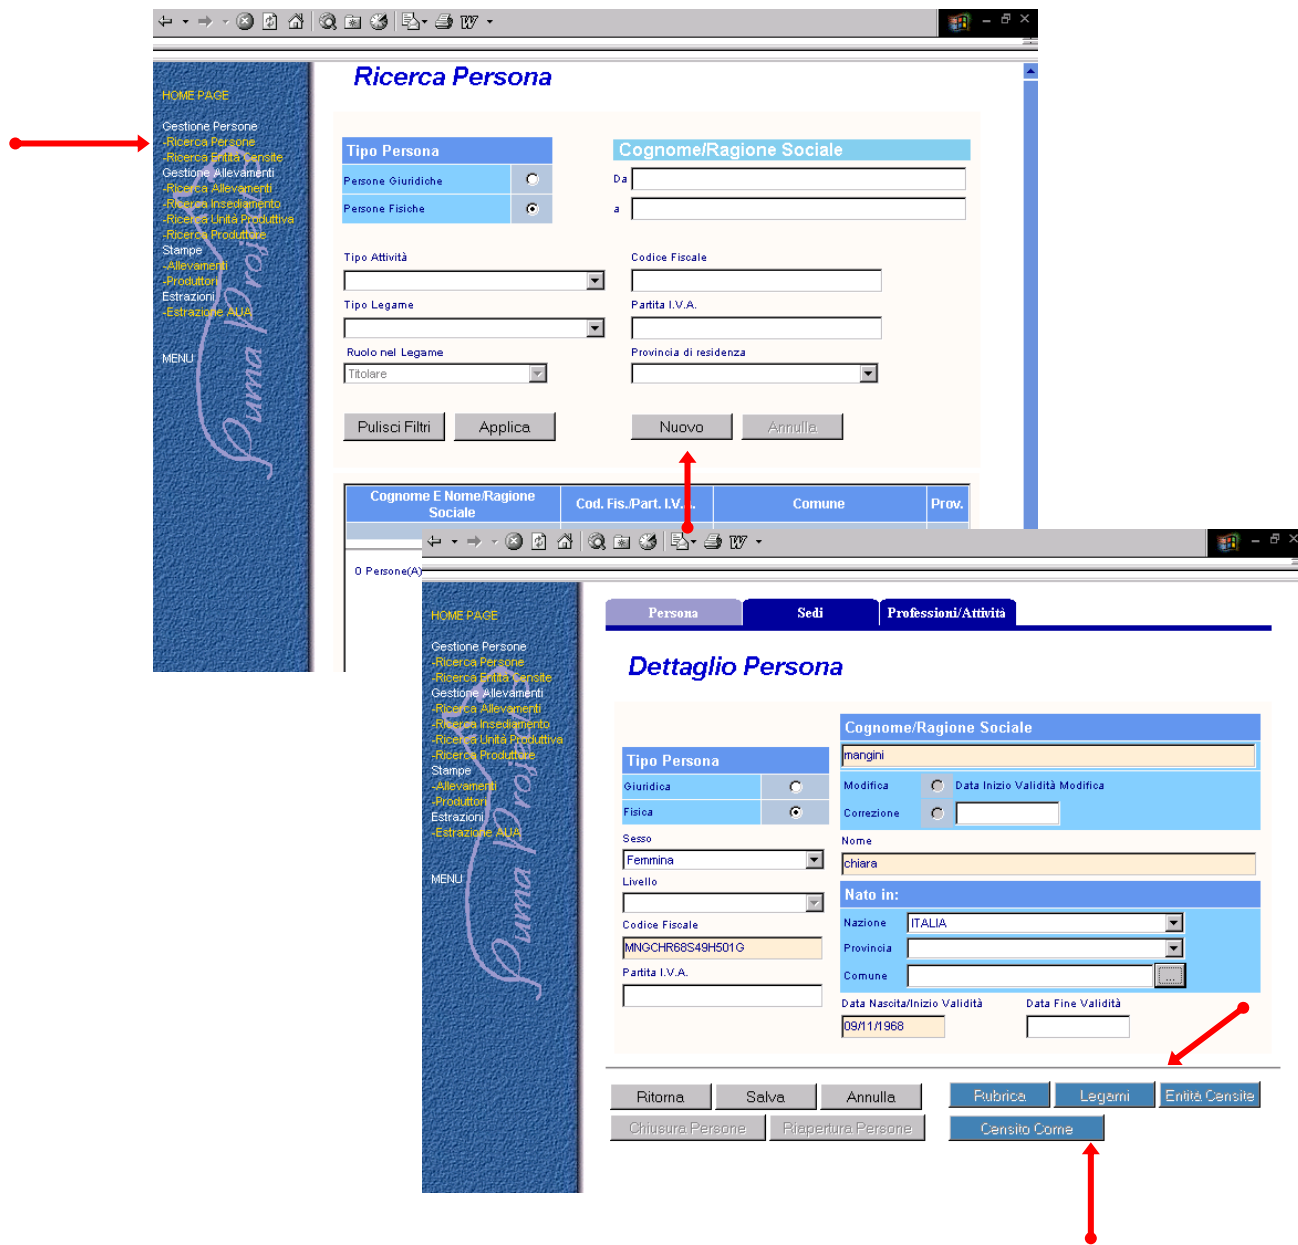 Ricerca Persona
HOME PAGE
Gestione Persone
-Ricerca Persone
-Ricerca Entità Censite
Gestione Allevamenti
-Ricerca Allevamenti
-Ricerca Insediamento
-Ricerca Unità Produttiva
-Ricerca Produttore
Stampe
-Allevamenti
-Produttori
Estrazioni
-Estrazione AUA
MENU
Puma Project
Tipo Persona
Persone Giuridiche
Persone Fisiche
Cognome/Ragione Sociale
Da
a
Tipo Attività
Codice Fiscale
Tipo Legame
Partita I.V.A.
Ruolo nel Legame
Provincia di residenza
Titolare
Pulisci Filtri
Applica
Nuovo
Annulla
Cognome E Nome/Ragione Sociale
Cod. Fis./Part. I.V.
Comune
Prov.
0 Persone(A)
HOME PAGE
Gestione Persone
-Ricerca Persone
-Ricerca Entità Censite
Gestione Allevamenti
-Ricerca Allevamenti
-Ricerca Insediamento
-Ricerca Unità Produttiva
-Ricerca Produttore
Stampe
-Allevamenti
-Produttori
Estrazioni
-Estrazione AUA
MENU
Puma Project
Persona
Sedi
Professioni/Attività
Dettaglio Persona
Tipo Persona
Giuridica
Fisica
Sesso
Femmina
Livello
Codice Fiscale
MNGCHR68S49H501G
Partita I.V.A.
Cognome/Ragione Sociale
mangini
Modifica
Data Inizio Validità Modifica
Correzione
Nome
chiara
Nato in:
Nazione
ITALIA
Provincia
Comune
...
Data Nascita/Inizio Validità
Data Fine Validità
09/11/1968
Ritorna
Salva
Annulla
Rubrica
Legami
Entità Censite
Chiusura Persone
Riapertura Persone
Censito Come